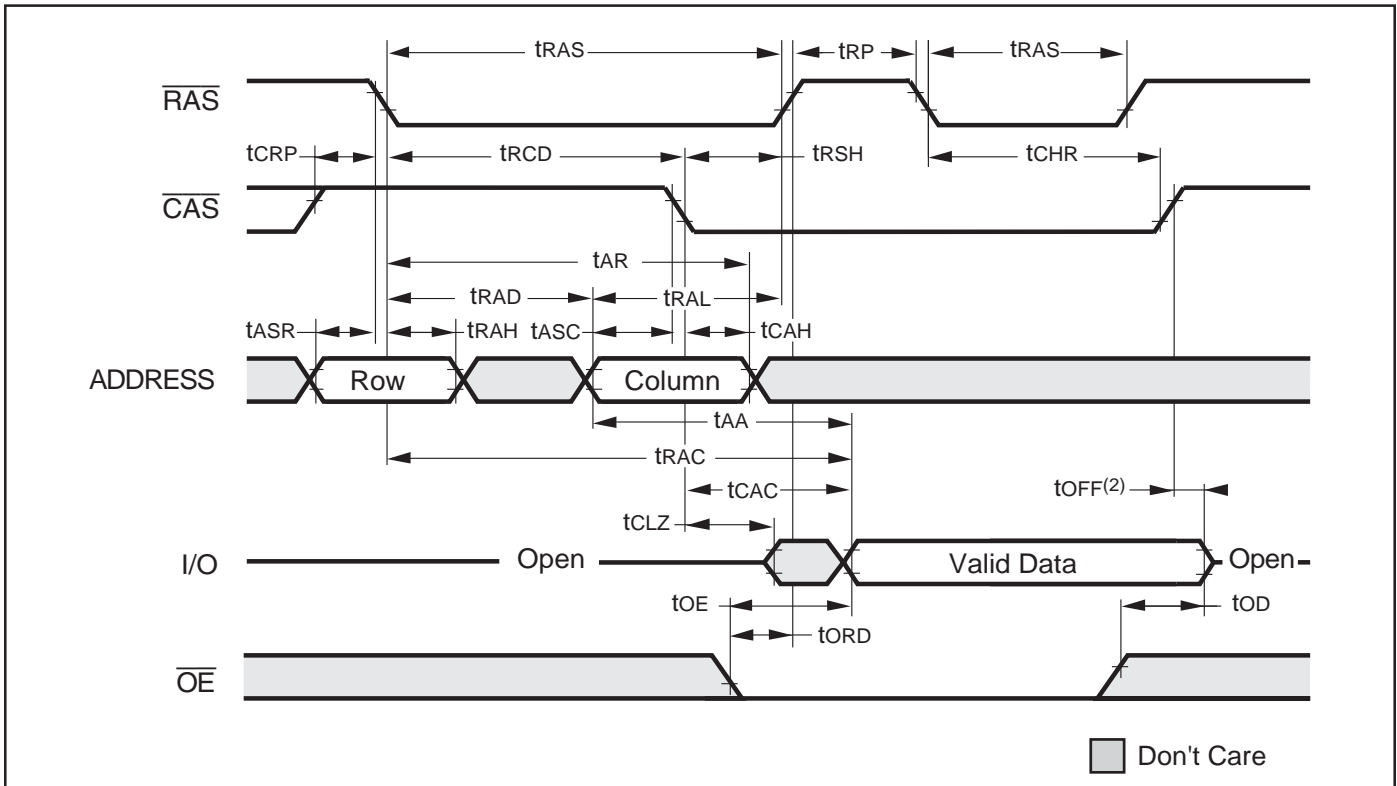 tRAS tRP tRAS
RAS
tCRP tRCD tRSH tCHR
CAS
tAR
tRAD tRAL
tASR tRAH tASC tCAH
ADDRESS Row Column
tAA
tRAC
tCAC tOFF(2)
tCLZ
I/O Open Valid Data Open
tOE tOD
tORD
OE
Don't Care